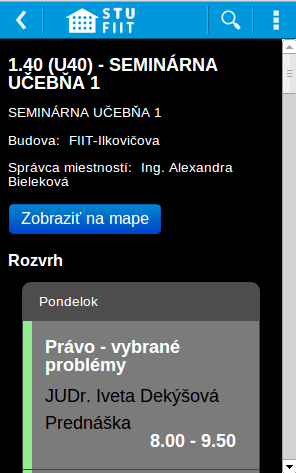 STU
FIIT
1.40 (U40) - SEMINÁRNA
UČEBŇA 1
SEMINÁRNA UČEBŇA 1
Budova: FIIT-Ilkovičova
Správca miestností: Ing. Alexandra
Bieleková
Zobraziť na mape
Rozvrh
Pondelok
Právo - vybrané
problémy
JUDr. Iveta Dekýšová
Prednáška
8.00 - 9.50